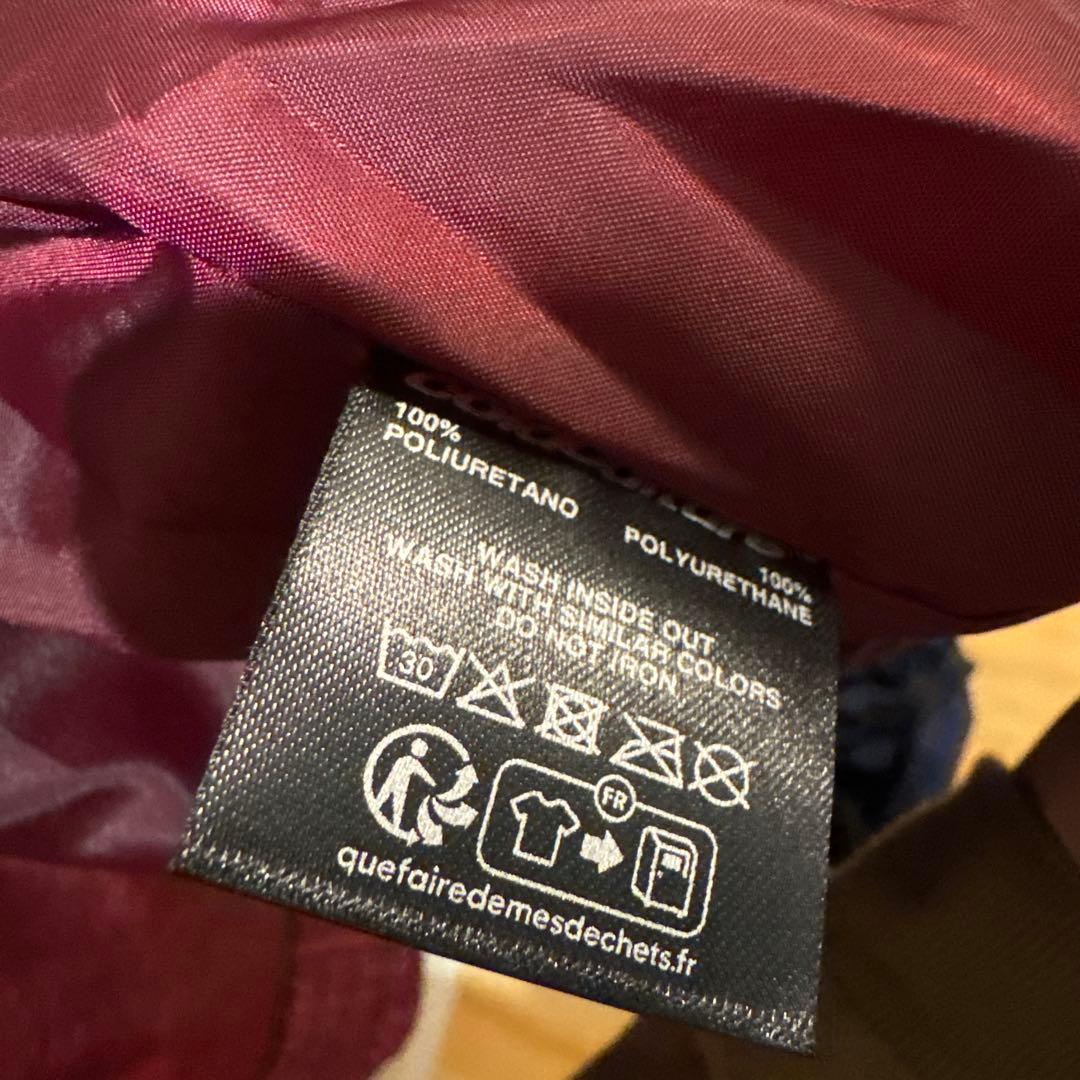 100%
POLIURETANO
100%
POLYURETHANE
WASH INSIDE OUT
WASH WITH SIMILAR COLORS
DO NOT IRON
30
FR
quefairedemesdechets.fr